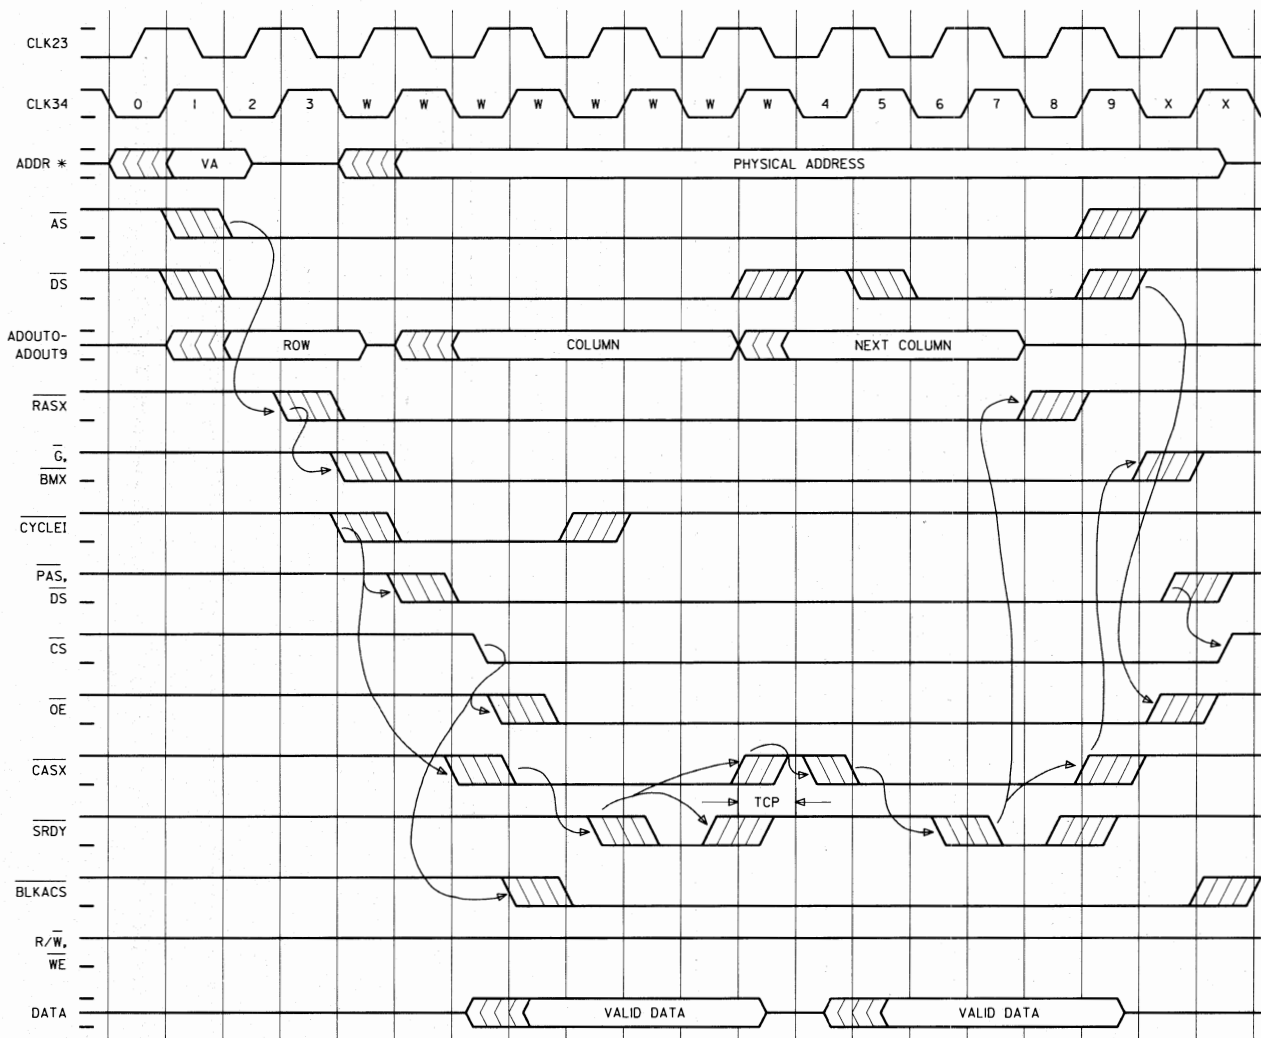 CLK23
CLK34 0 1 2 3 W W W W W W W W 4 5 6 7 8 9 X X
ADDR * VA PHYSICAL ADDRESS
AS
DS
ADOUT0-
ADOUT9 ROW COLUMN NEXT COLUMN
RASX
G,
BMX
CYCLEI
PAS,
DS
CS
OE
CASX
TCP
SRDY
BLKACS
R/W,
WE
DATA VALID DATA VALID DATA